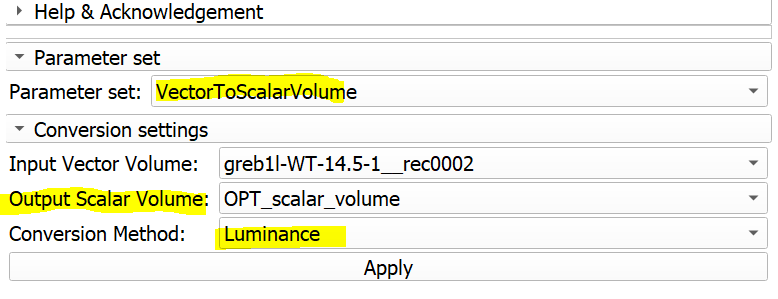 Help & Acknowledgement
Parameter set
Parameter set: VectorToScalarVolume
Conversion settings
Input Vector Volume: greb1l-WT-14.5-1__rec0002
Output Scalar Volume: OPT_scalar_volume
Conversion Method: Luminance
Apply